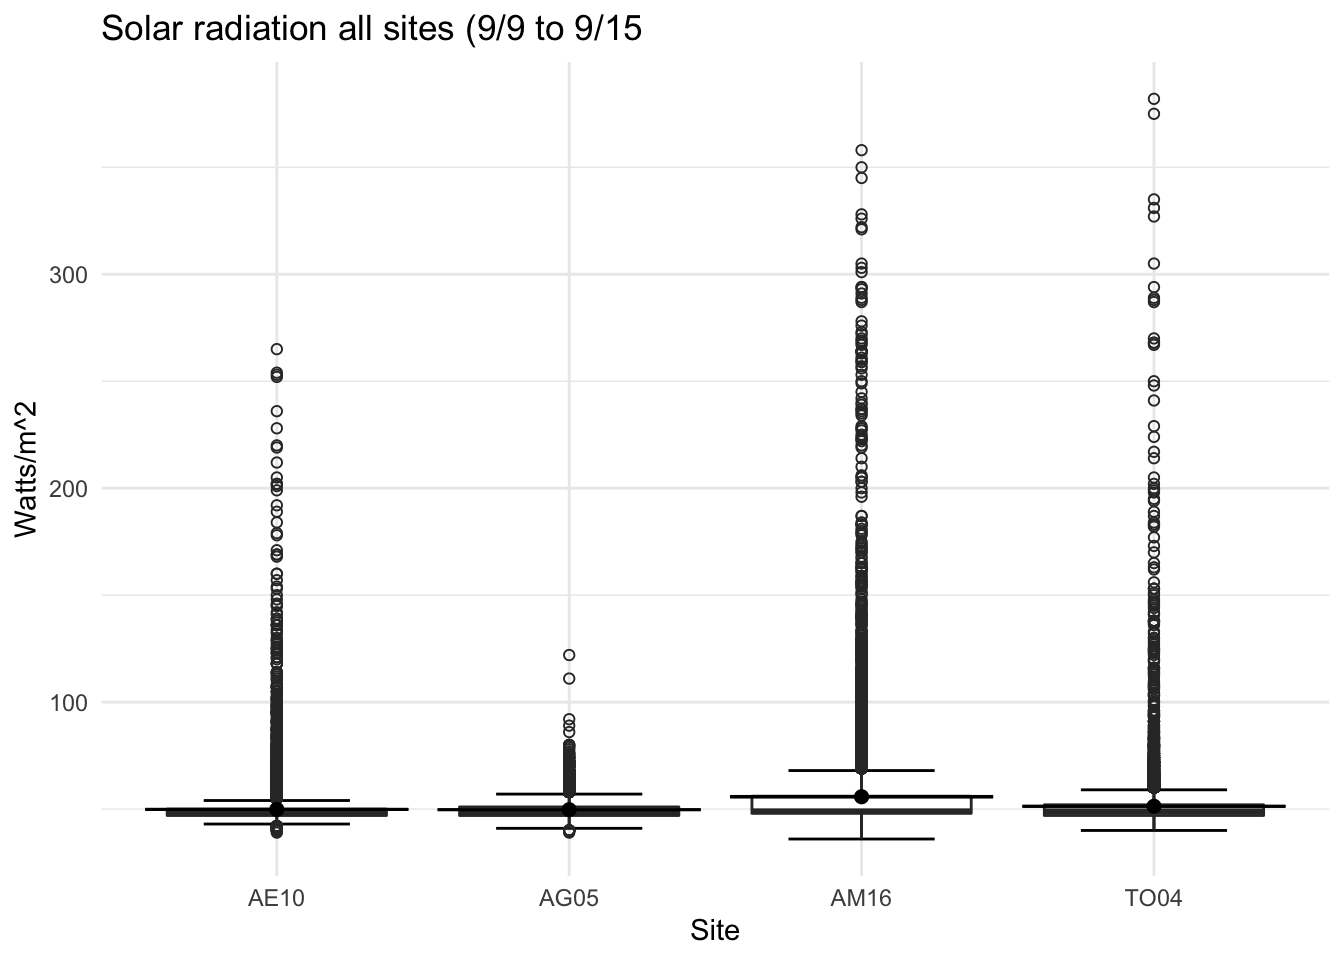 Solar radiation all sites (9/9 to 9/15
Watts/m^2
300
200
100
AE10
AG05
AM16
TO04
Site